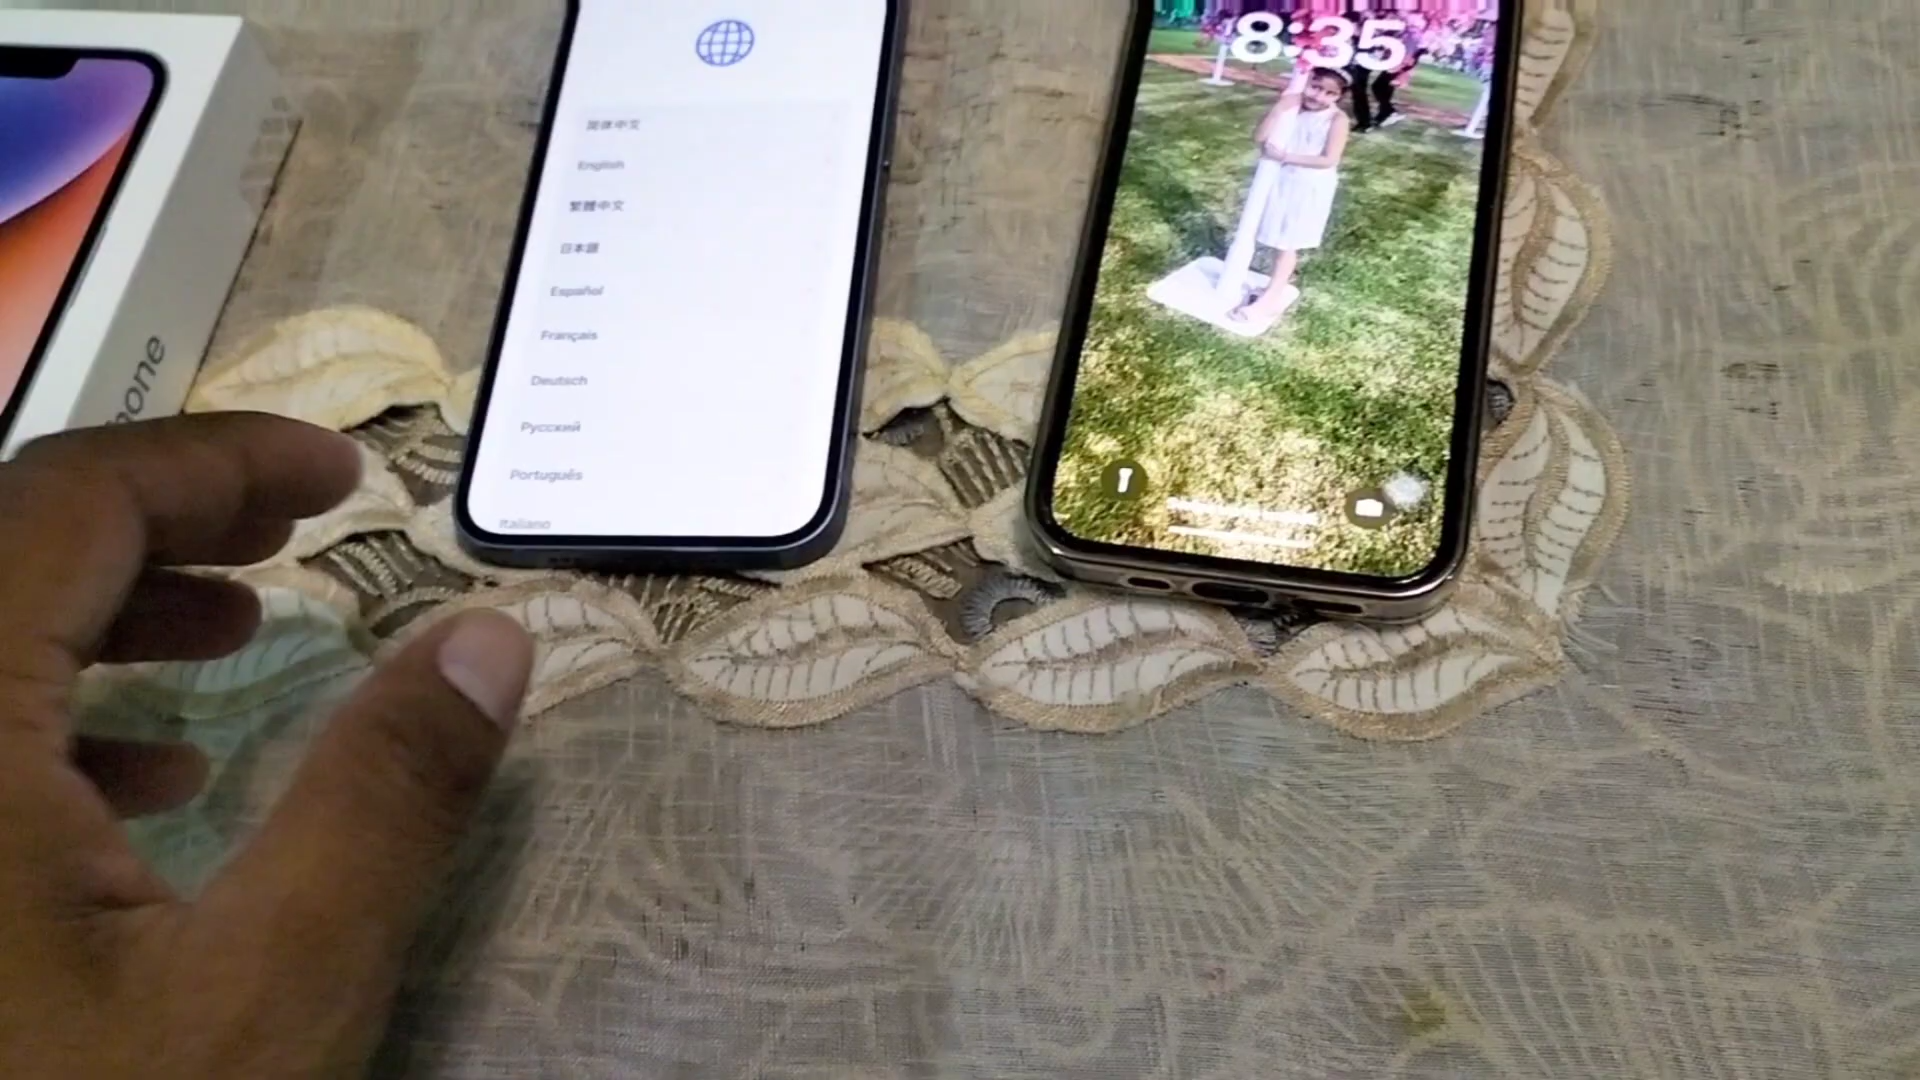 8:35
简体中文
English
繁體中文
日本語
Español
Français
Deutsch
Русский
Português
Italiano